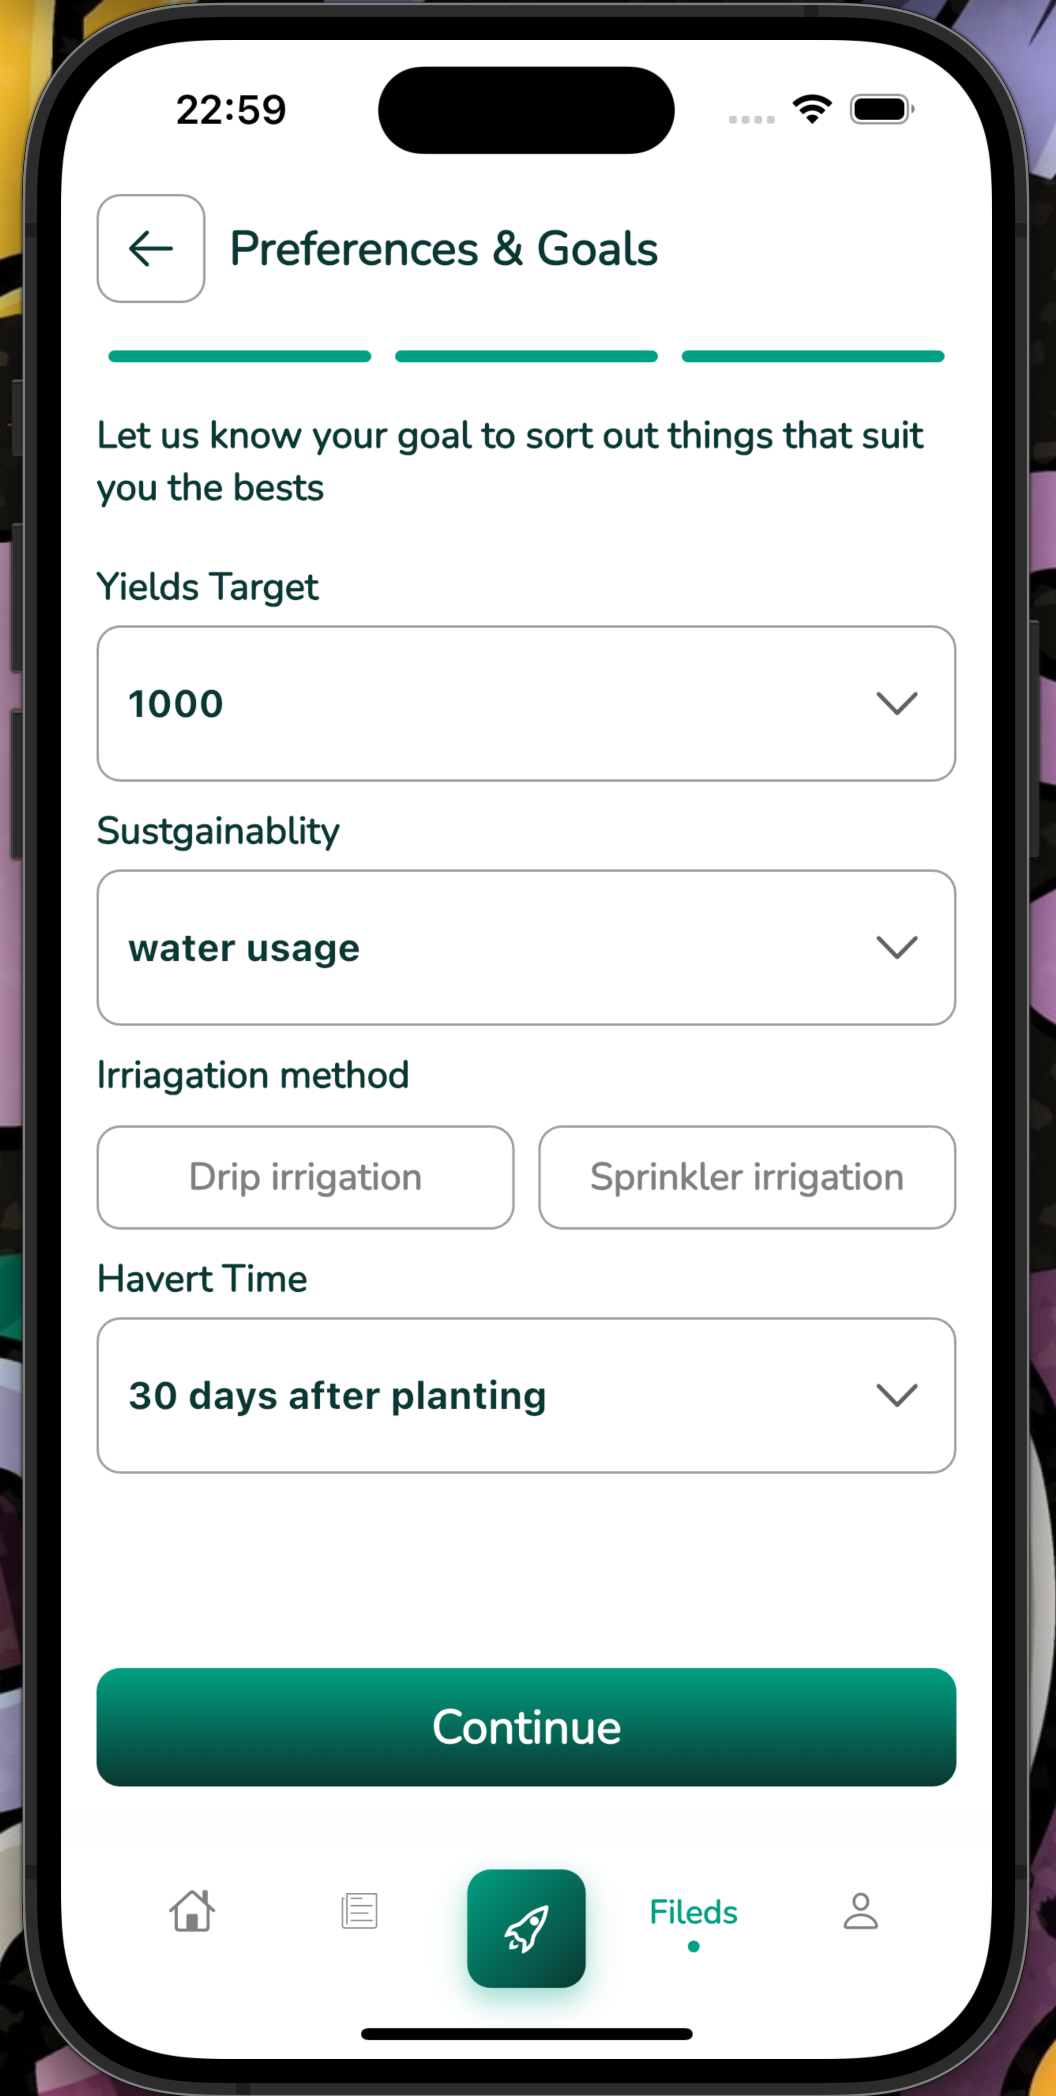 22:59
Preferences & Goals
Let us know your goal to sort out things that suit
you the bests
Yields Target
1000
Sustgainablity
water usage
Irriagation method
Drip irrigation
Sprinkler irrigation
Havert Time
30 days after planting
Continue
Fileds